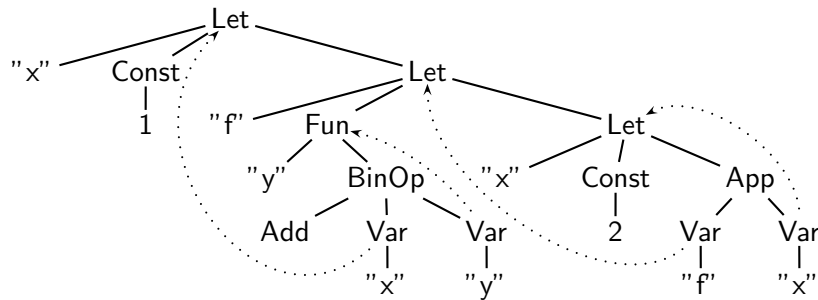 Let
"x" Const Let
1 "f" Fun Let
"y" BinOp "x" Const App
Add Var Var 2 Var Var
"x" "y" "f" "x"